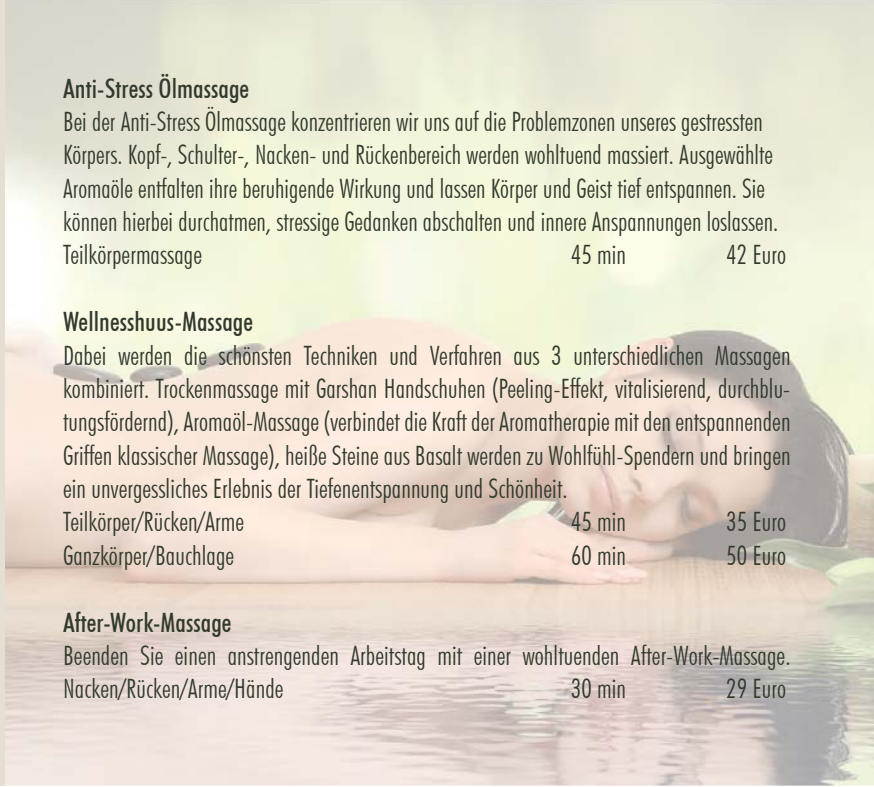 Anti-Stress Ölmassage
Bei der Anti-Stress Ölmassage konzentrieren wir uns auf die Problemzonen unseres gestressten
Körpers. Kopf-, Schulter-, Nacken- und Rückenbereich werden wohltuend massiert. Ausgewählte
Aromaöle entfalten ihre beruhigende Wirkung und lassen Körper und Geist tief entspannen. Sie
können hierbei durchatmen, stressige Gedanken abschalten und innere Anspannungen loslassen.
Teilkörpermassage 45 min 42 Euro
Wellnesshuus-Massage
Dabei werden die schönsten Techniken und Verfahren aus 3 unterschiedlichen Massagen
kombiniert. Trockenmassage mit Garshan Handschuhen (Peeling-Effekt, vitalisierend, durchblu-
tungsfördernd), Aromaöl-Massage (verbindet die Kraft der Aromatherapie mit den entspannenden
Griffen klassischer Massage), heiße Steine aus Basalt werden zu Wohlfühl-Spendern und bringen
ein unvergessliches Erlebnis der Tiefenentspannung und Schönheit.
Teilkörper/Rücken/Arme 45 min 35 Euro
Ganzkörper/Bauchlage 60 min 50 Euro
After-Work-Massage
Beenden Sie einen anstrengenden Arbeitstag mit einer wohltuenden After-Work-Massage.
Nacken/Rücken/Arme/Hände 30 min 29 Euro